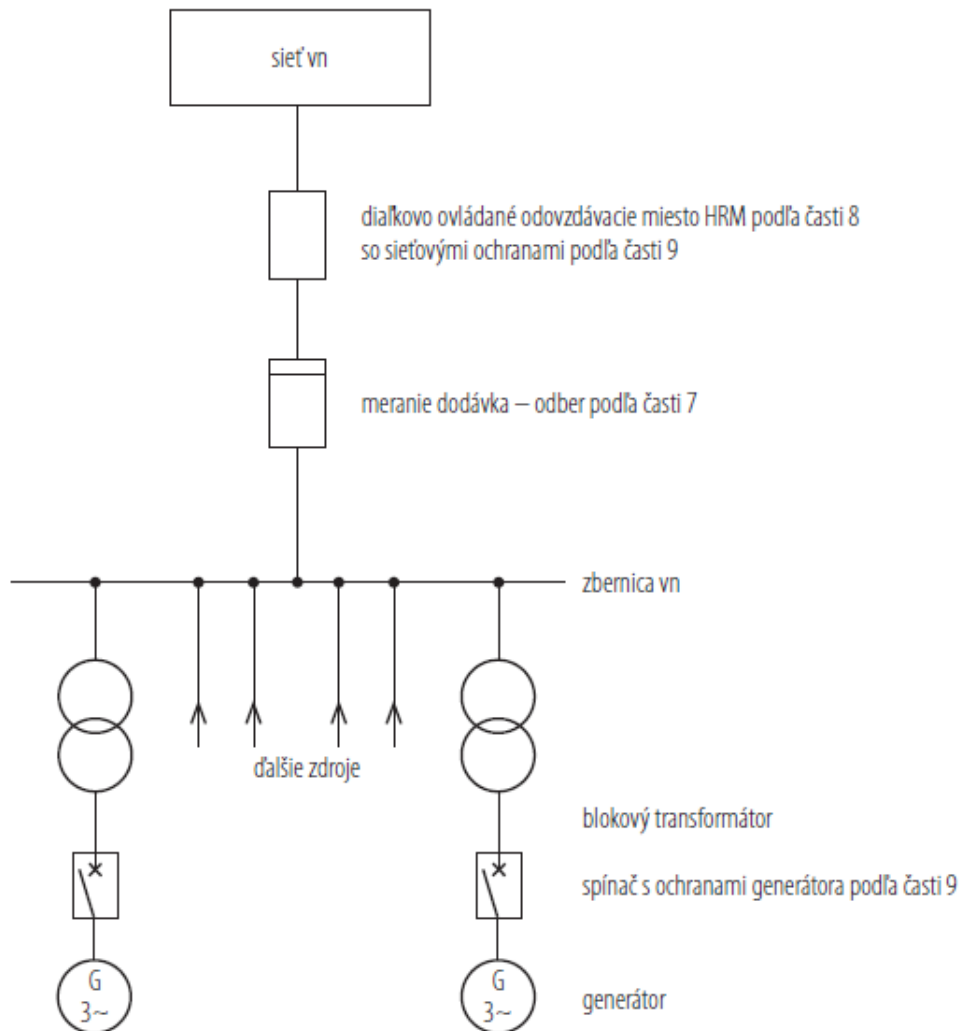 sieť vn
diaľkovo ovládané odovzdávacie miesto HRM podľa časti 8
so sieťovými ochranami podľa časti 9
meranie dodávka – odber podľa časti 7
zbernica vn
ďalšie zdroje
blokový transformátor
spínač s ochranami generátora podľa časti 9
G
3~
G
3~
generátor